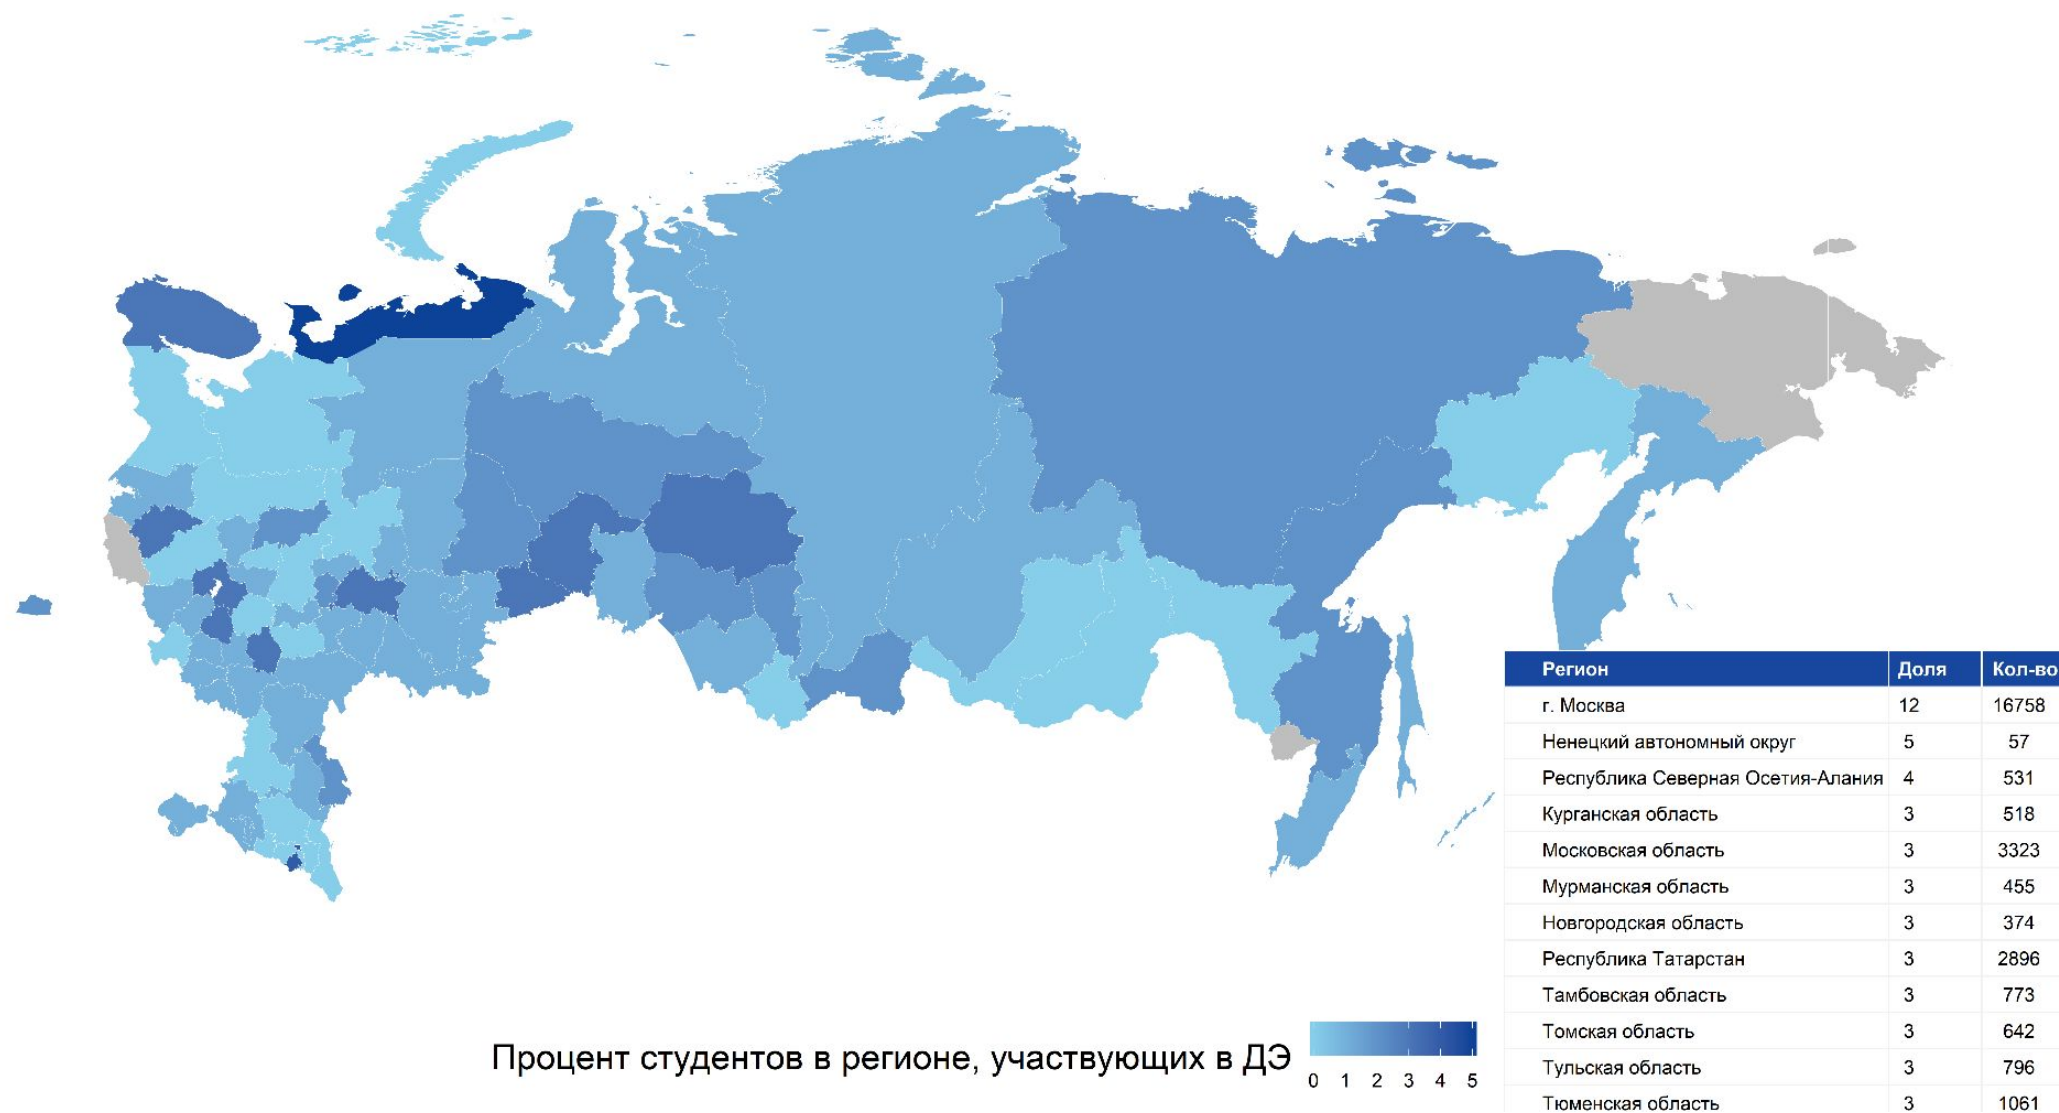 Регион Доля Кол-во
г. Москва 12 16758
Ненецкий автономный округ 5 57
Республика Северная Осетия-Алания 4 531
Курганская область 3 518
Московская область 3 3323
Мурманская область 3 455
Новгородская область 3 374
Республика Татарстан 3 2896
Тамбовская область 3 773
Томская область 3 642
Тульская область 3 796
Тюменская область 3 1061
Процент студентов в регионе, участвующих в ДЭ
0 1 2 3 4 5